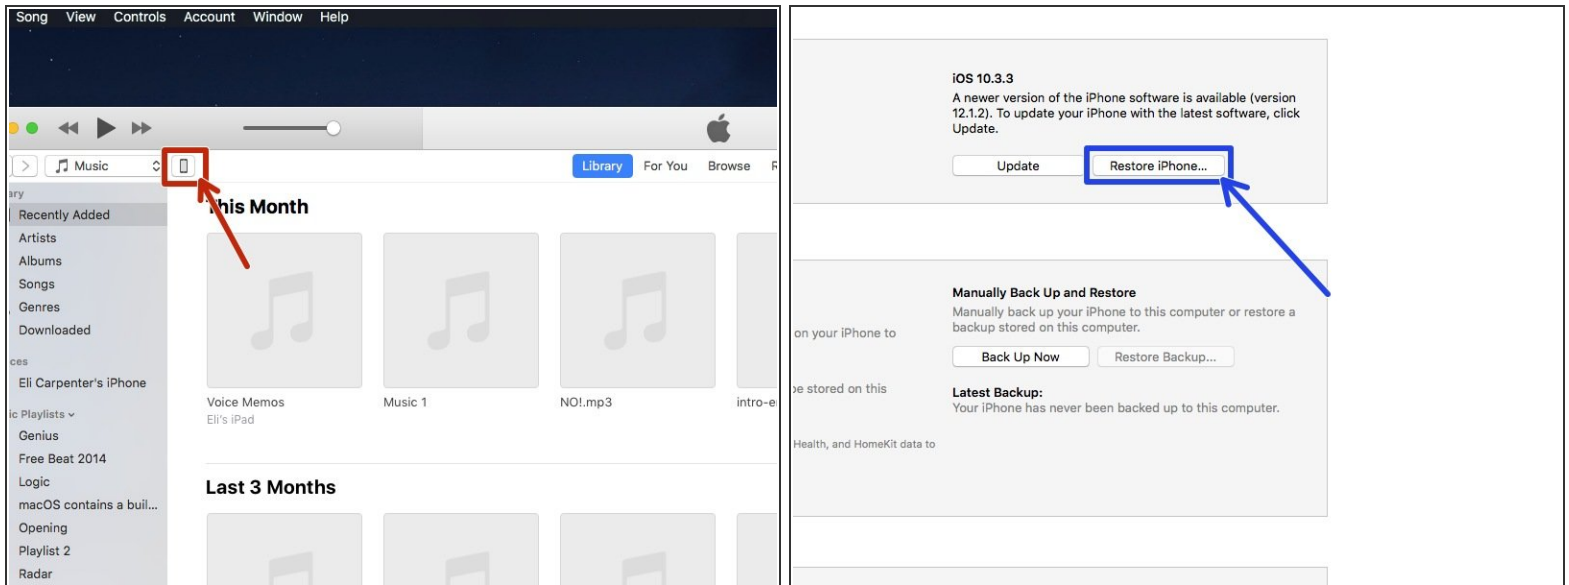 Song View Controls Account Window Help
Music
Library For You Browse
Recently Added
Artists
Albums
Songs
Genres
Downloaded
Eli Carpenter's iPhone
Genius
Free Beat 2014
Logic
macOS contains a buil...
Opening
Playlist 2
Radar
This Month
Voice Memos
Eli's iPad
Music 1
NO!.mp3
Last 3 Months
iOS 10.3.3
A newer version of the iPhone software is available (version
12.1.2). To update your iPhone with the latest software, click
Update.
Update Restore iPhone...
on your iPhone to
stored on this
Health, and HomeKit data to
Manually Back Up and Restore
Manually back up your iPhone to this computer or restore a
backup stored on this computer.
Back Up Now Restore Backup...
Latest Backup:
Your iPhone has never been backed up to this computer.